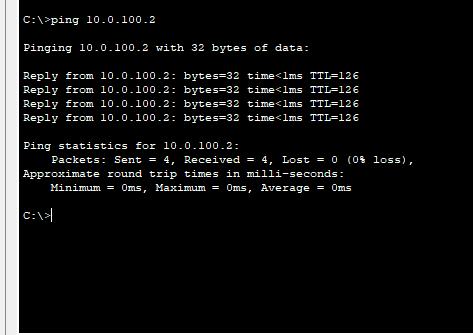 C:\>ping 10.0.100.2
Pinging 10.0.100.2 with 32 bytes of data:
Reply from 10.0.100.2: bytes=32 time<1ms TTL=126
Reply from 10.0.100.2: bytes=32 time<1ms TTL=126
Reply from 10.0.100.2: bytes=32 time<1ms TTL=126
Reply from 10.0.100.2: bytes=32 time<1ms TTL=126
Ping statistics for 10.0.100.2:
Packets: Sent = 4, Received = 4, Lost = 0 (0% loss),
Approximate round trip times in milli-seconds:
Minimum = 0ms, Maximum = 0ms, Average = 0ms
C:\>